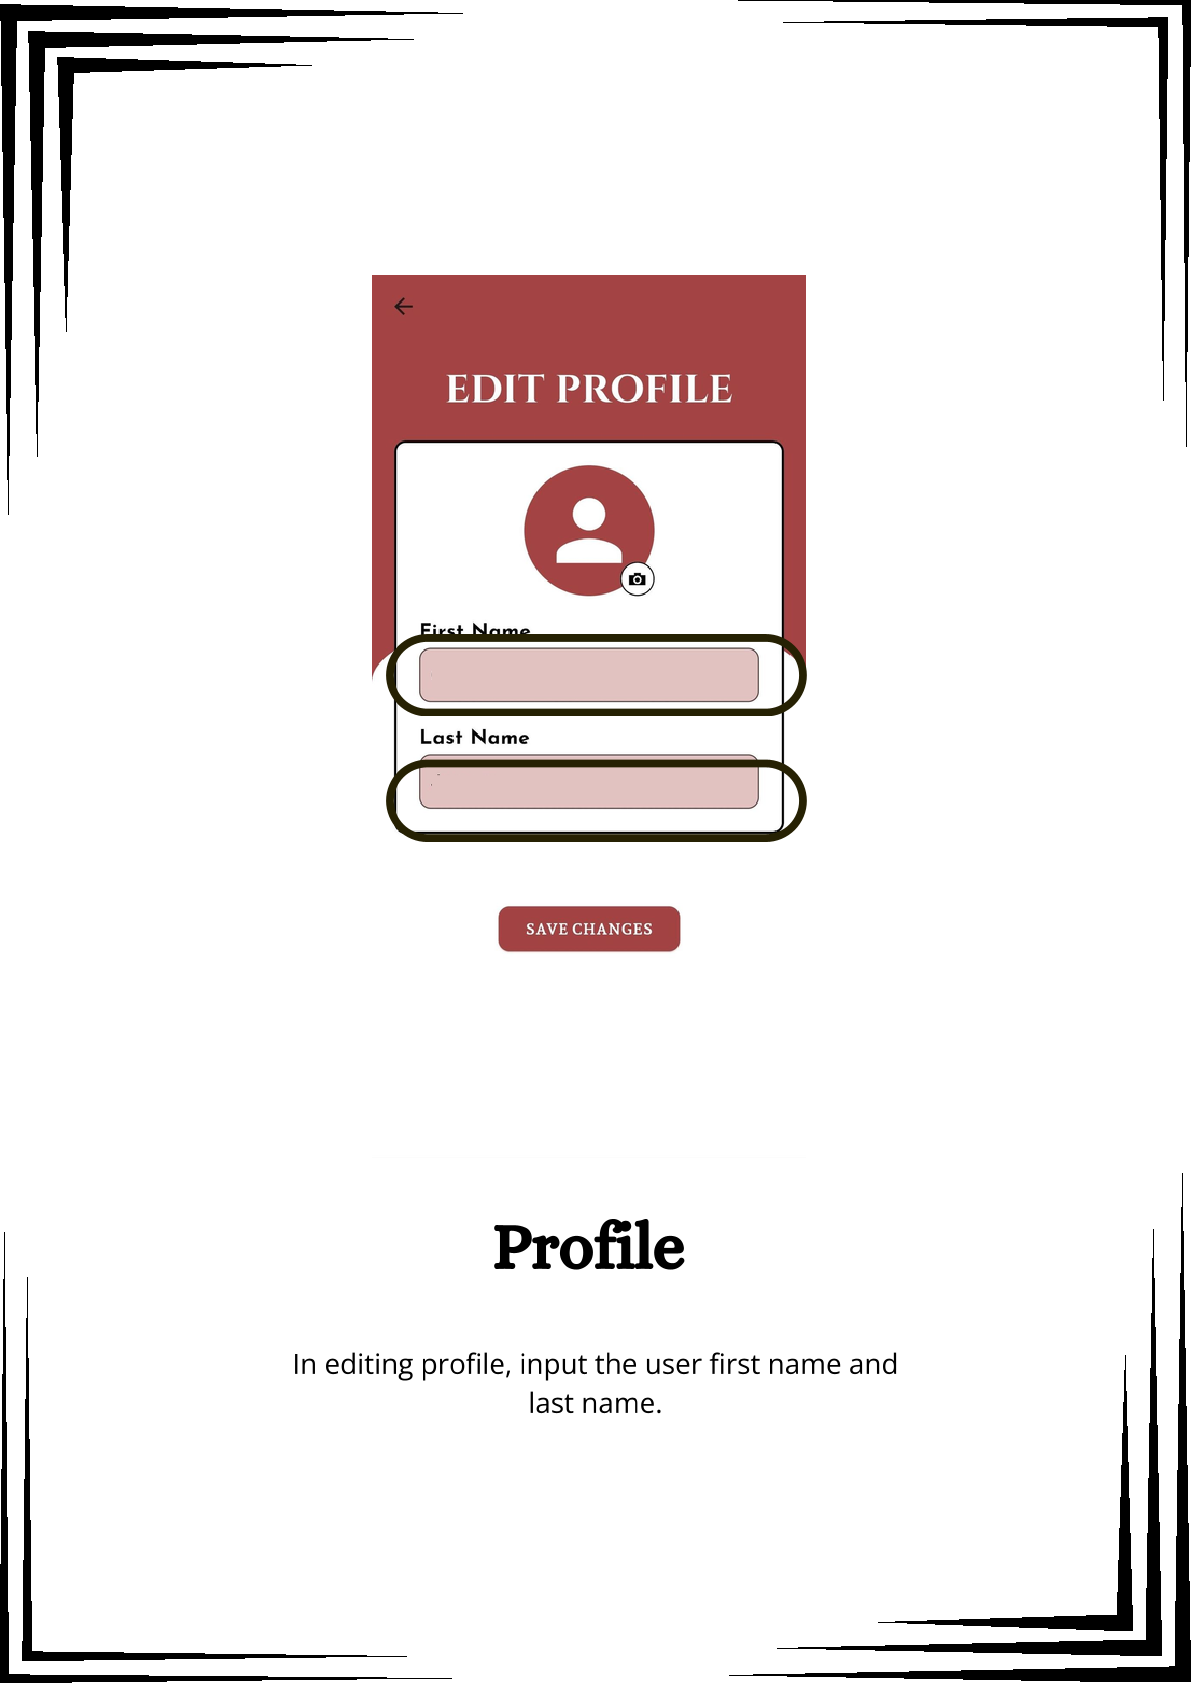 EDIT PROFILE
First Name
Last Name
SAVE CHANGES
Profile
In editing profile, input the user first name and
last name.